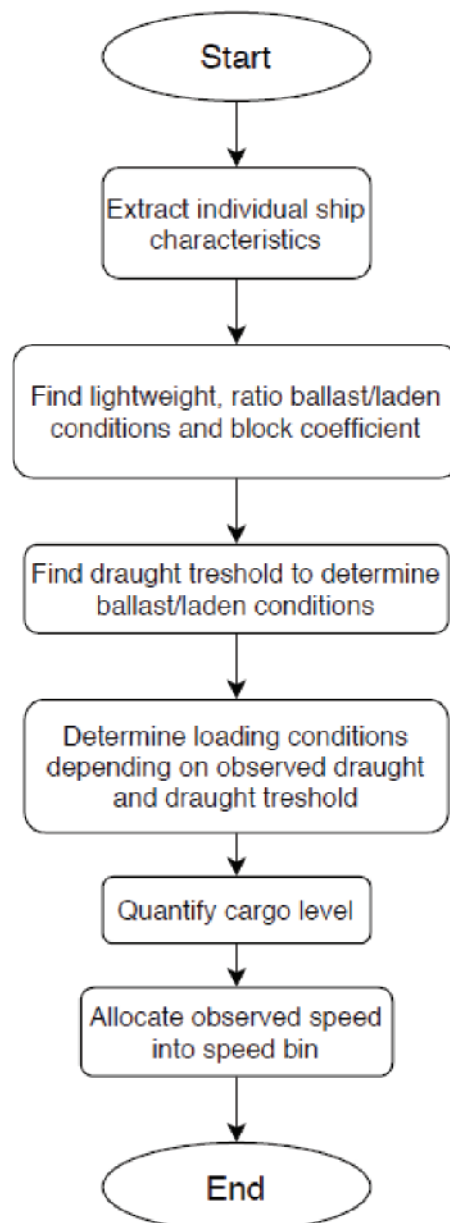 Start
Extract individual ship
characteristics
Find lightweight, ratio ballast/laden
conditions and block coefficient
Find draught treshold to determine
ballast/laden conditions
Determine loading conditions
depending on observed draught
and draught treshold
Quantify cargo level
Allocate observed speed
into speed bin
End